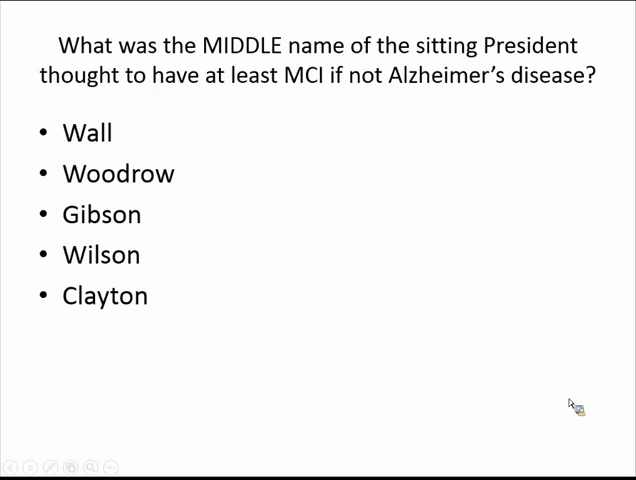 What was the MIDDLE name of the sitting President
thought to have at least MCI if not Alzheimer’s disease?
• Wall
• Woodrow
• Gibson
• Wilson
• Clayton